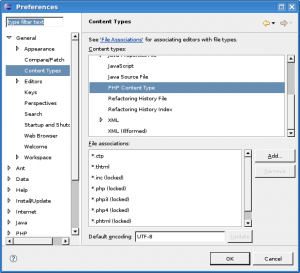 Preferences
type filter text
Content Types
General
Appearance
Compare/Patch
Content Types
Editors
Keys
Perspectives
Search
Startup and Shutd
Web Browser
Welcome
Workspace
Ant
Data
Help
Install/Update
Internet
Java
PHP
See 'File Associations' for associating editors with file types.
Content types:
Java Properties File
JavaScript
Java Source File
PHP Content Type
Refactoring History File
Refactoring History Index
XML
XML (Illformed)
File associations:
*.ctp
*.thtml
*.inc (locked)
*.php (locked)
*.php3 (locked)
*.php4 (locked)
*.phtml (locked)
Add...
Remove
Default encoding: UTF-8
Update
OK
Cancel